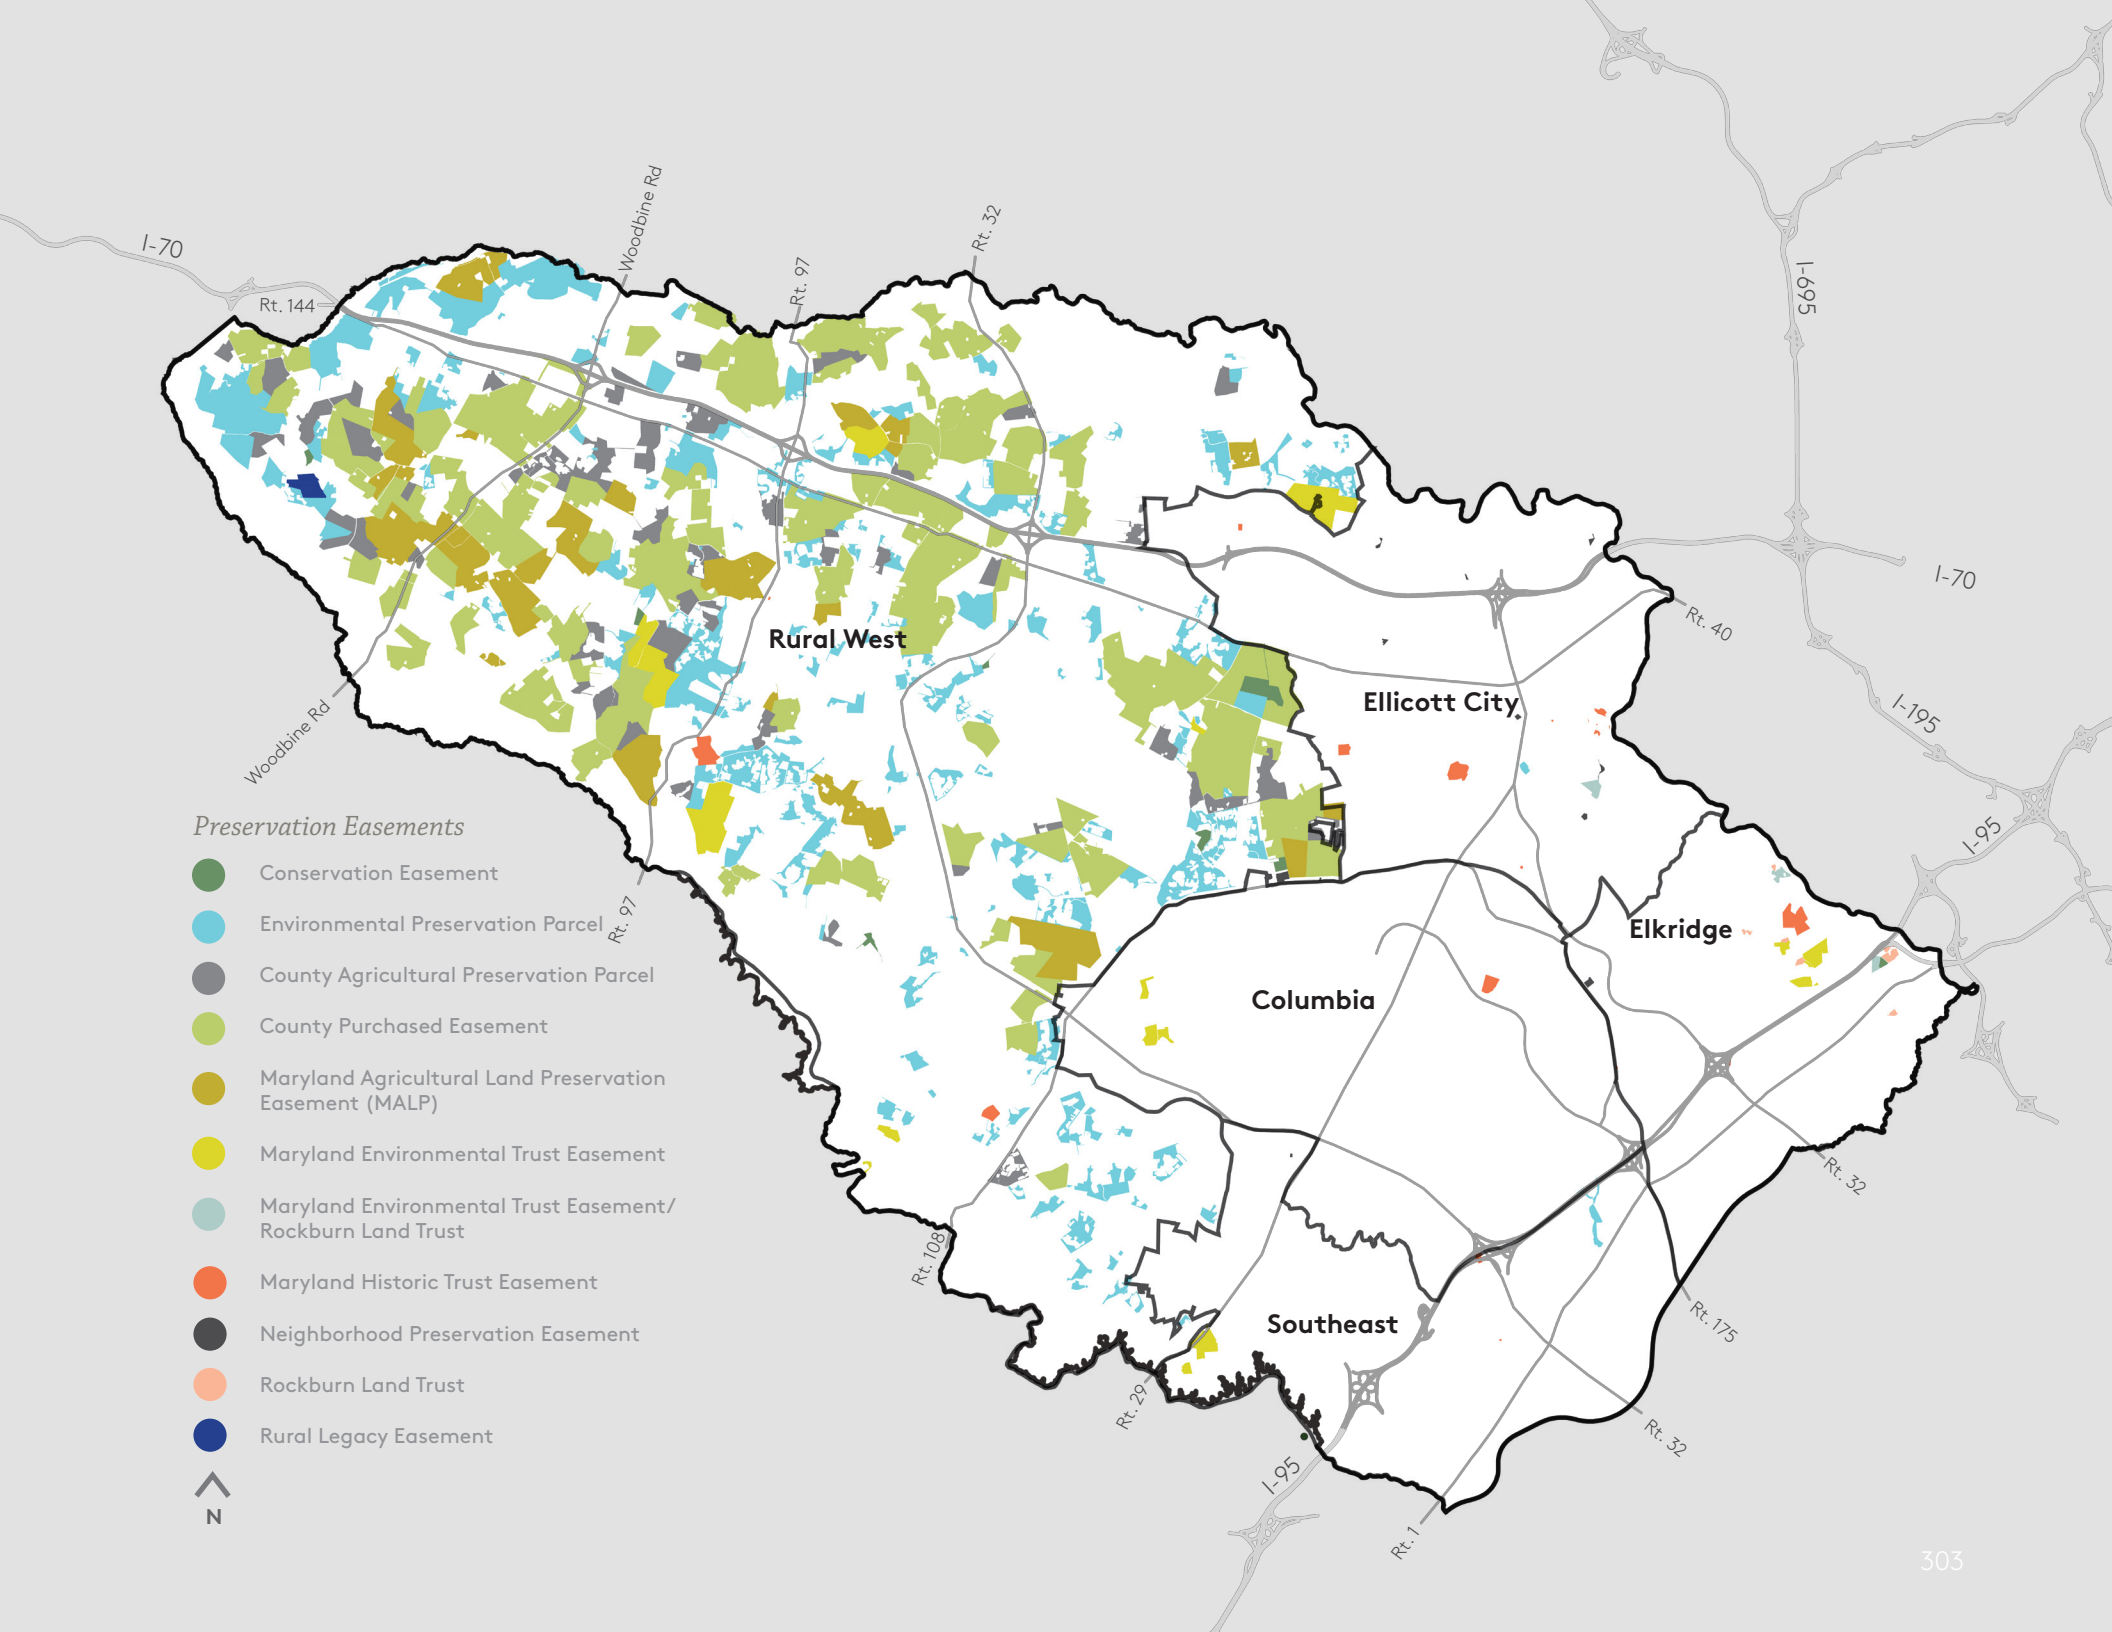 Woodbine Rd
Rt. 32
I-70
Rt. 97
Rt. 144
I-695
I-70
Rt. 40
Rural West
Ellicott City
I-195
Woodbine Rd
Preservation Easements
Conservation Easement
Environmental Preservation Parcel
County Agricultural Preservation Parcel
County Purchased Easement
Maryland Agricultural Land Preservation
Easement (MALP)
Maryland Environmental Trust Easement
Maryland Environmental Trust Easement/
Rockburn Land Trust
Maryland Historic Trust Easement
Neighborhood Preservation Easement
Rockburn Land Trust
Rural Legacy Easement
N
Rt. 97
I-95
Elkridge
Columbia
Rt. 32
Rt. 108
Southeast
Rt. 175
Rt. 29
Rt. 32
I-95
Rt. 1
303